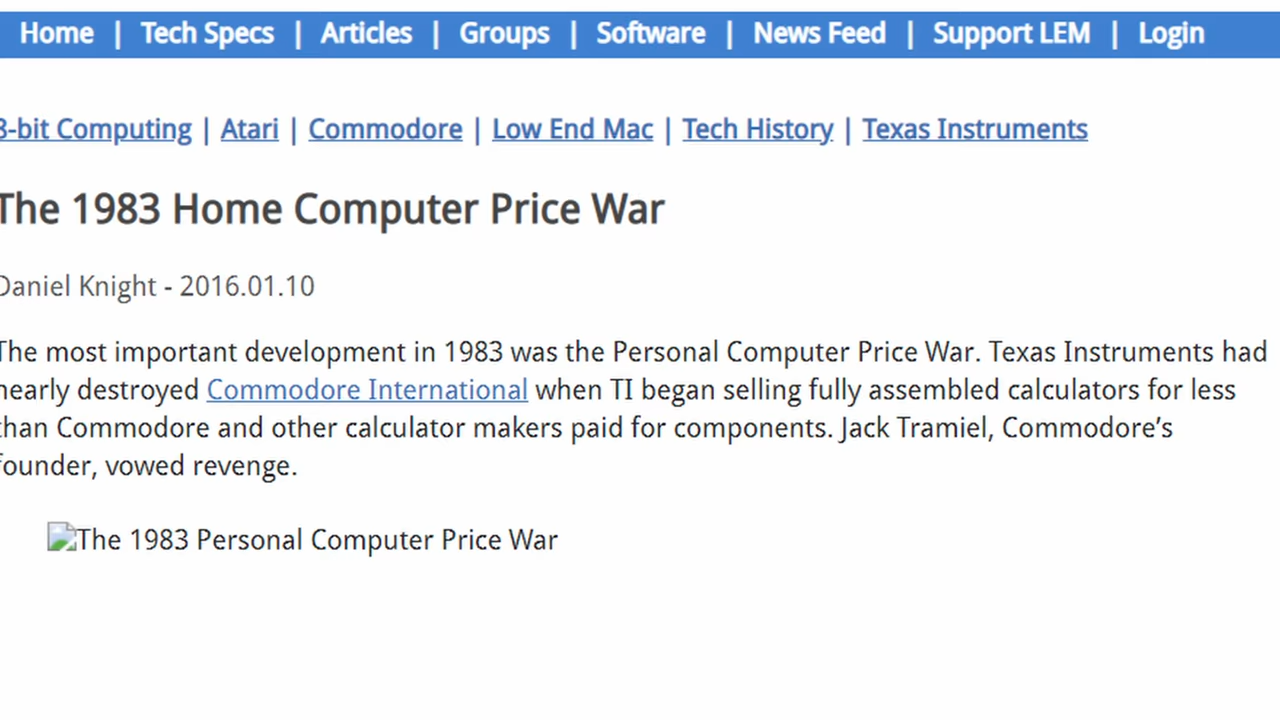 Home | Tech Specs | Articles | Groups | Software | News Feed | Support LEM | Login
8-bit Computing | Atari | Commodore | Low End Mac | Tech History | Texas Instruments
The 1983 Home Computer Price War
Daniel Knight - 2016.01.10
The most important development in 1983 was the Personal Computer Price War. Texas Instruments had
nearly destroyed Commodore International when TI began selling fully assembled calculators for less
than Commodore and other calculator makers paid for components. Jack Tramiel, Commodore’s
founder, vowed revenge.
The 1983 Personal Computer Price War